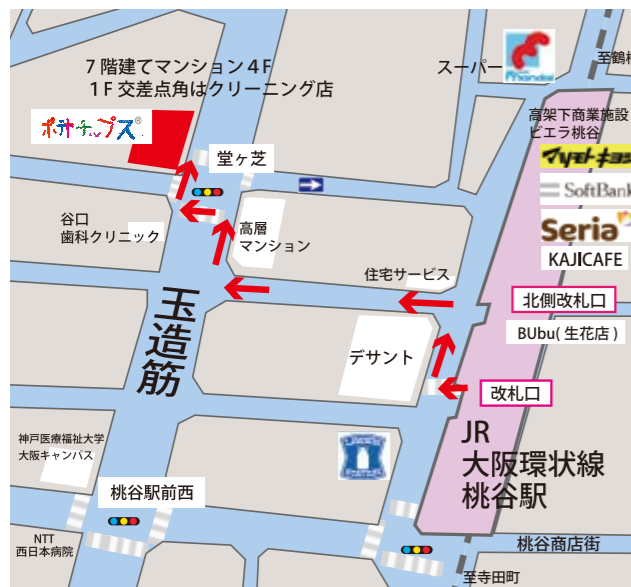 7階建てマンション4F
1F交差点角はクリーニング店
スーパー
至鶴橋
ポポチャップス®
高架下商業施設
ビエラ桃谷
マツモトキヨシ
堂ヶ芝
SoftBank
谷口
歯科クリニック
高層
マンション
Seria
KAJICAFE
住宅サービス
北側改札口
BUbu(生花店)
玉造筋
デサント
改札口
JR
大阪環状線
桃谷駅
神戸医療福祉大学
大阪キャンパス
桃谷駅前西
NTT
西日本病院
桃谷商店街
至寺田町